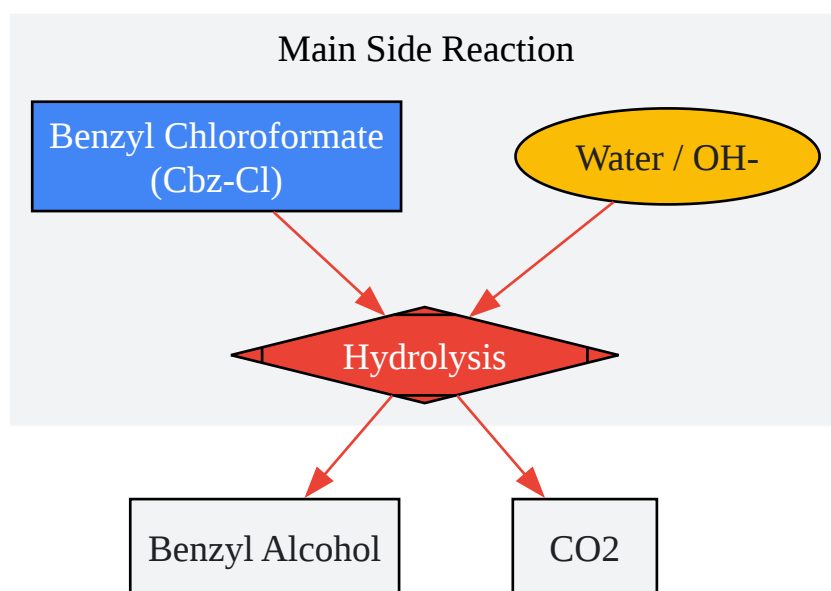 Main Side Reaction
Benzyl Chloroformate
(Cbz-Cl)
Water / OH-
Hydrolysis
Benzyl Alcohol
CO2